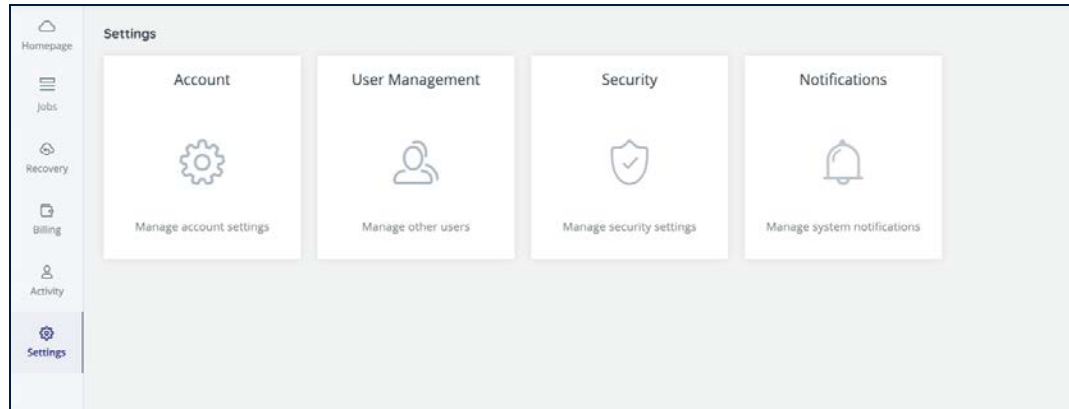 Homepage
Jobs
Recovery
Billing
Activity
Settings
Settings
Account
User Management
Security
Notifications
Manage account settings
Manage other users
Manage security settings
Manage system notifications